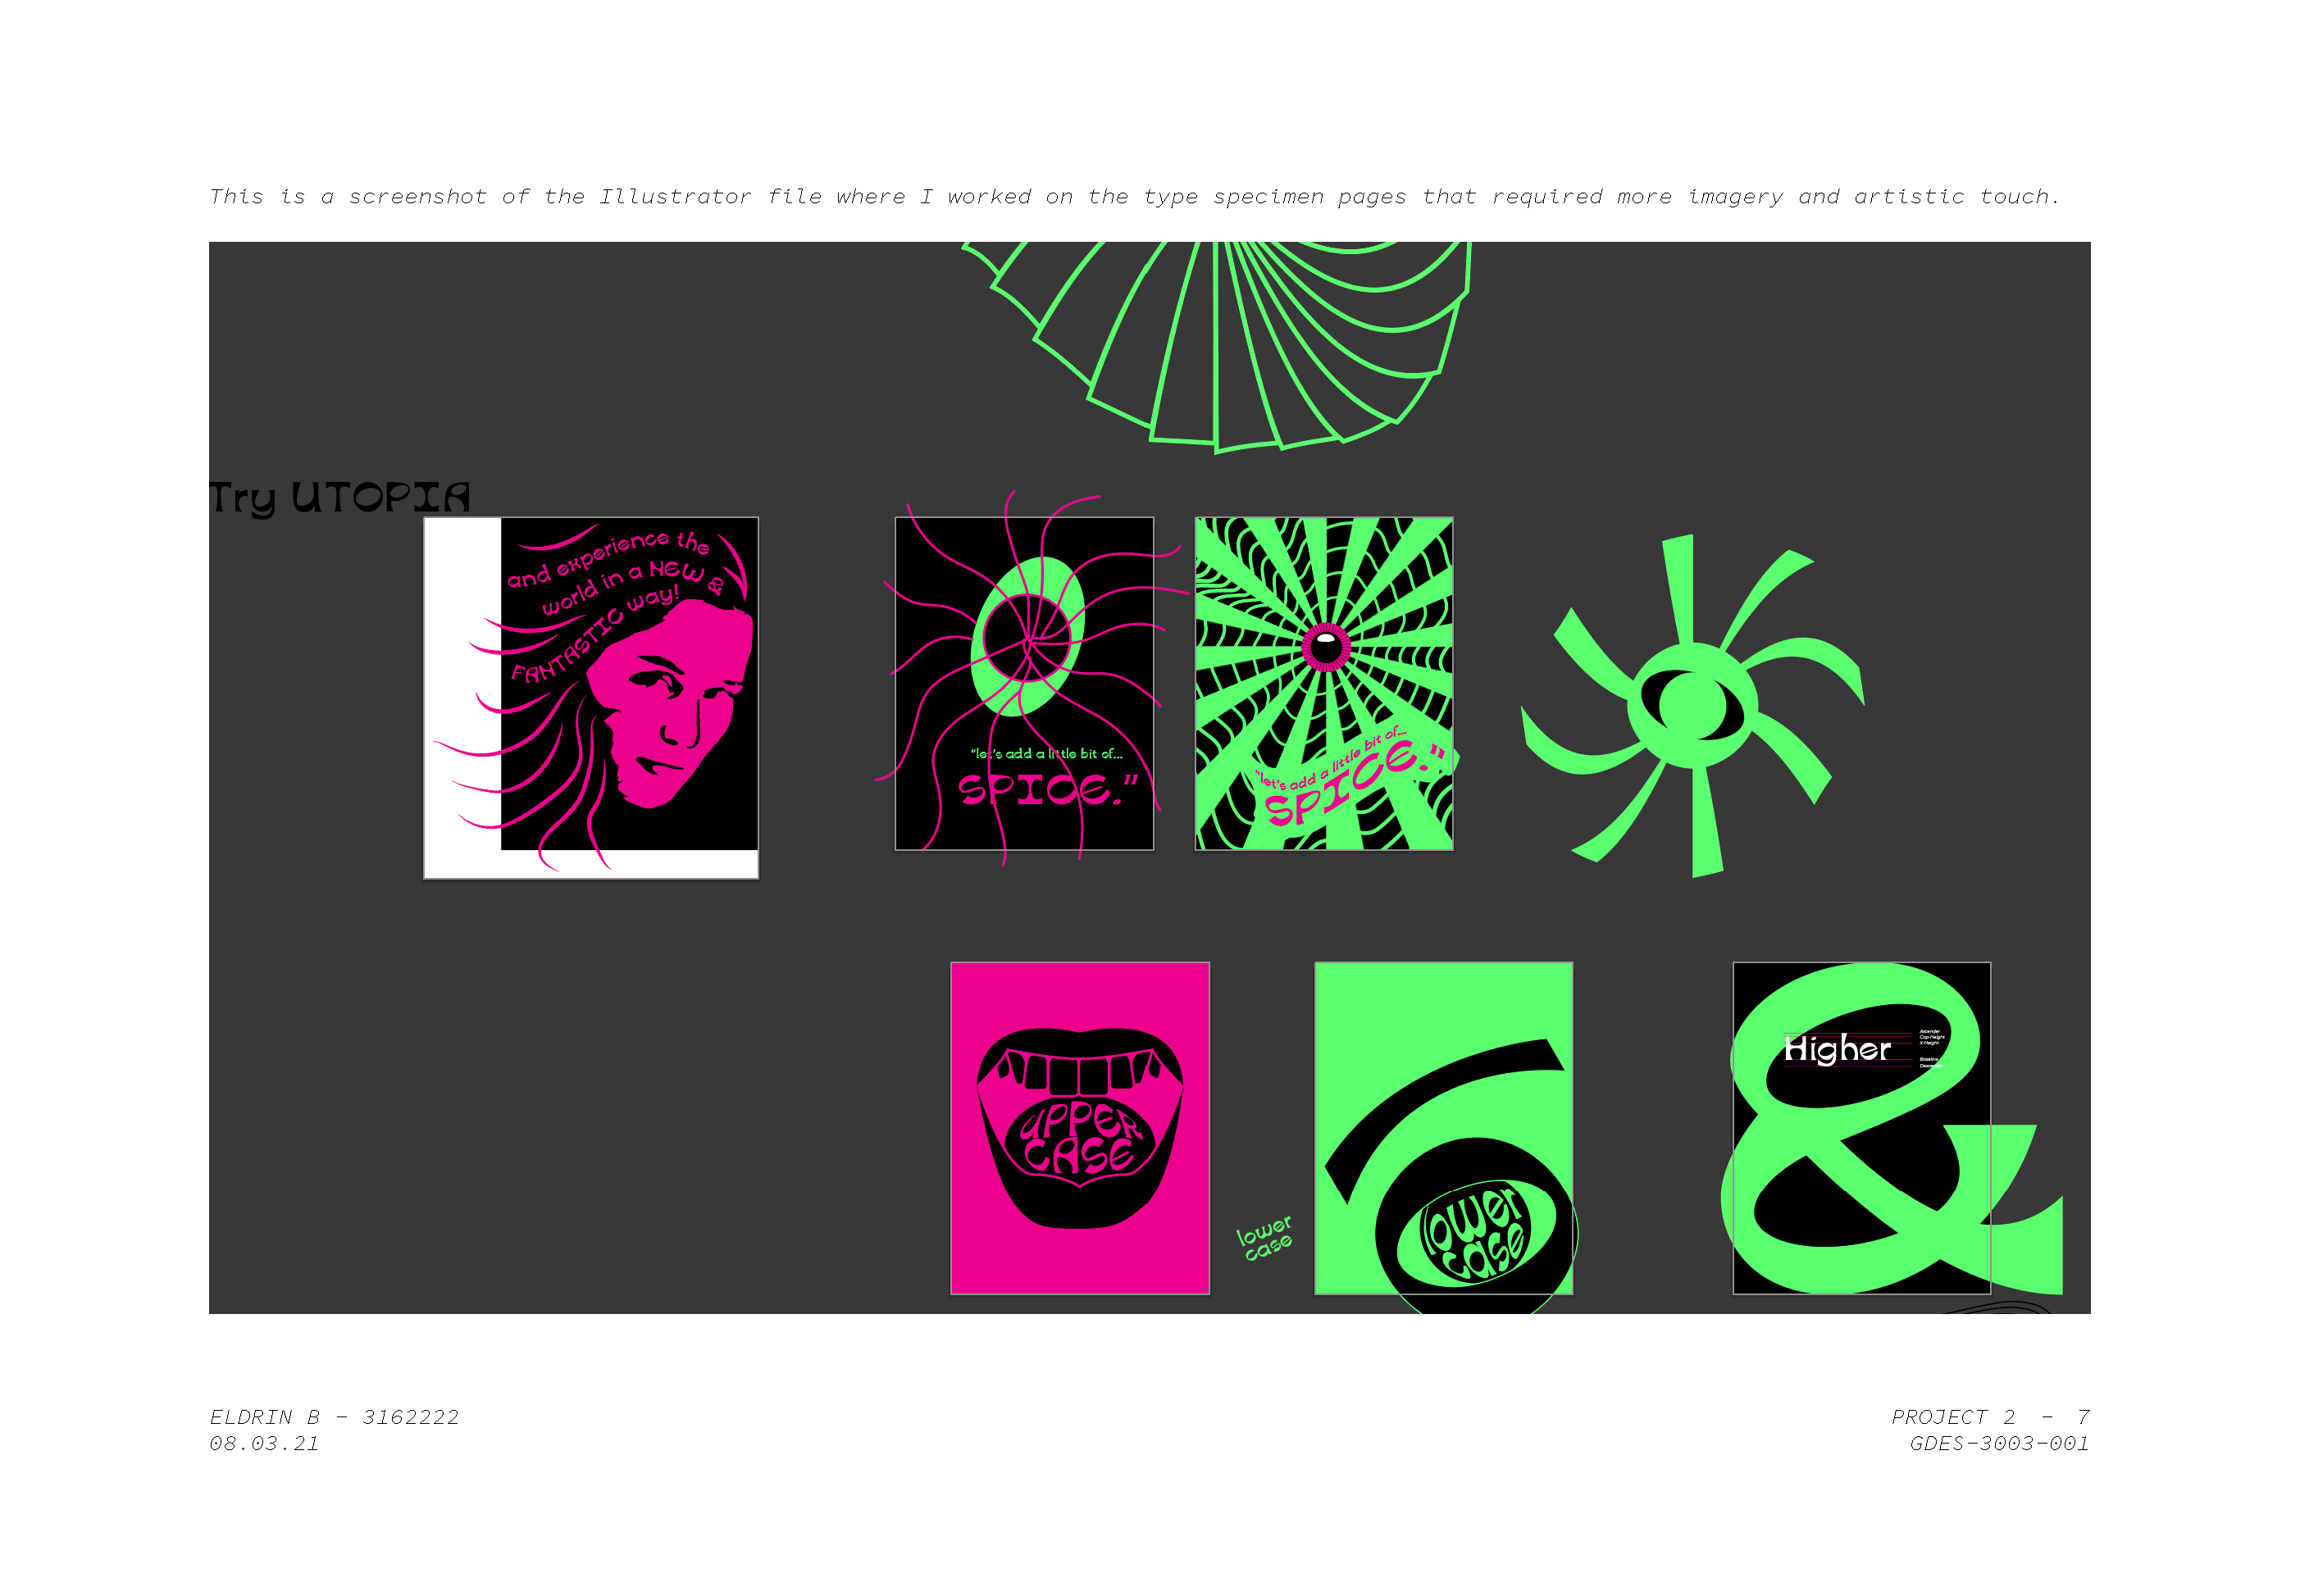 This is a screenshot of the Illustrator file where I worked on the type specimen pages that required more imagery and artistic touch.
Try UTOPIA
and experience the
world in a NEW &
FANTASTIC way!
"let's add a little bit of...
SPICE."
"let's add a little bit of...
SPICE."
UPPER
CASE
lower
case
lower
case
Higher
Ascender
Cap-Height
X-Height
Baseline
Descender
ELDRIN B - 3162222
08.03.21
PROJECT 2 - 7
GDES-3003-001